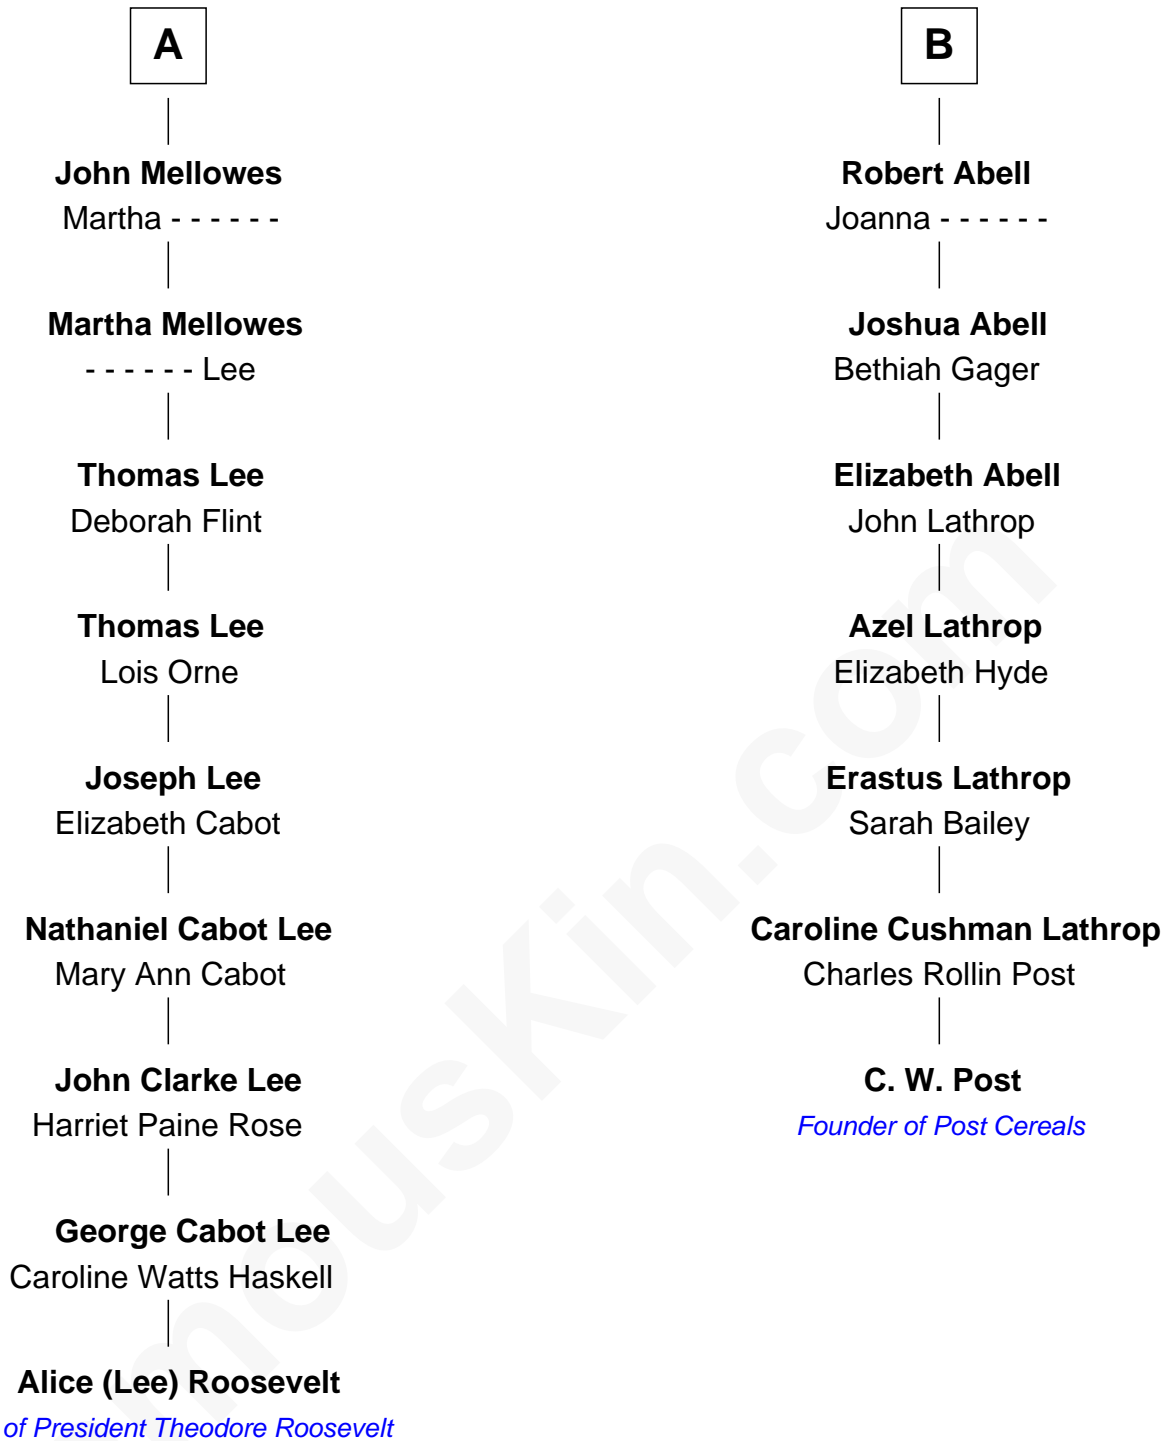 A
John Mellowes
Martha - - - - - -
Martha Mellowes
- - - - - - Lee
Thomas Lee
Deborah Flint
Thomas Lee
Lois Orne
Joseph Lee
Elizabeth Cabot
Nathaniel Cabot Lee
Mary Ann Cabot
John Clarke Lee
Harriet Paine Rose
George Cabot Lee
Caroline Watts Haskell
Alice (Lee) Roosevelt
of President Theodore Roosevelt
B
Robert Abell
Joanna - - - - - -
Joshua Abell
Bethiah Gager
Elizabeth Abell
John Lathrop
Azel Lathrop
Elizabeth Hyde
Erastus Lathrop
Sarah Bailey
Caroline Cushman Lathrop
Charles Rollin Post
C. W. Post
Founder of Post Cereals
mouskin.com